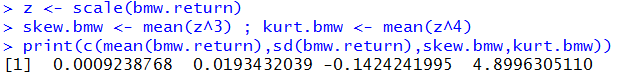 > z <- scale(bmw.return)
> skew.bmw <- mean(z^3) ; kurt.bmw <- mean(z^4)
> print(c(mean(bmw.return),sd(bmw.return),skew.bmw,kurt.bmw))
[1]  0.0009238768  0.0193432039 -0.1424241995  4.8996305110